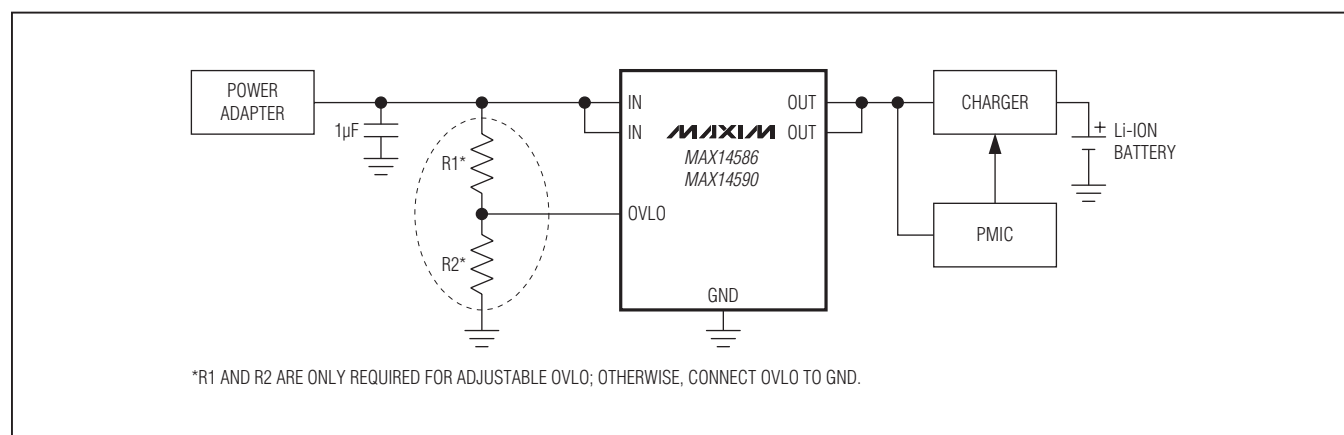 POWER
ADAPTER
1µF
R1*
R2*
IN
IN
OVLO
GND
MAXIM
MAX14586
MAX14590
OUT
OUT
CHARGER
PMIC
+
Li-ION
BATTERY
*R1 AND R2 ARE ONLY REQUIRED FOR ADJUSTABLE OVLO; OTHERWISE, CONNECT OVLO TO GND.